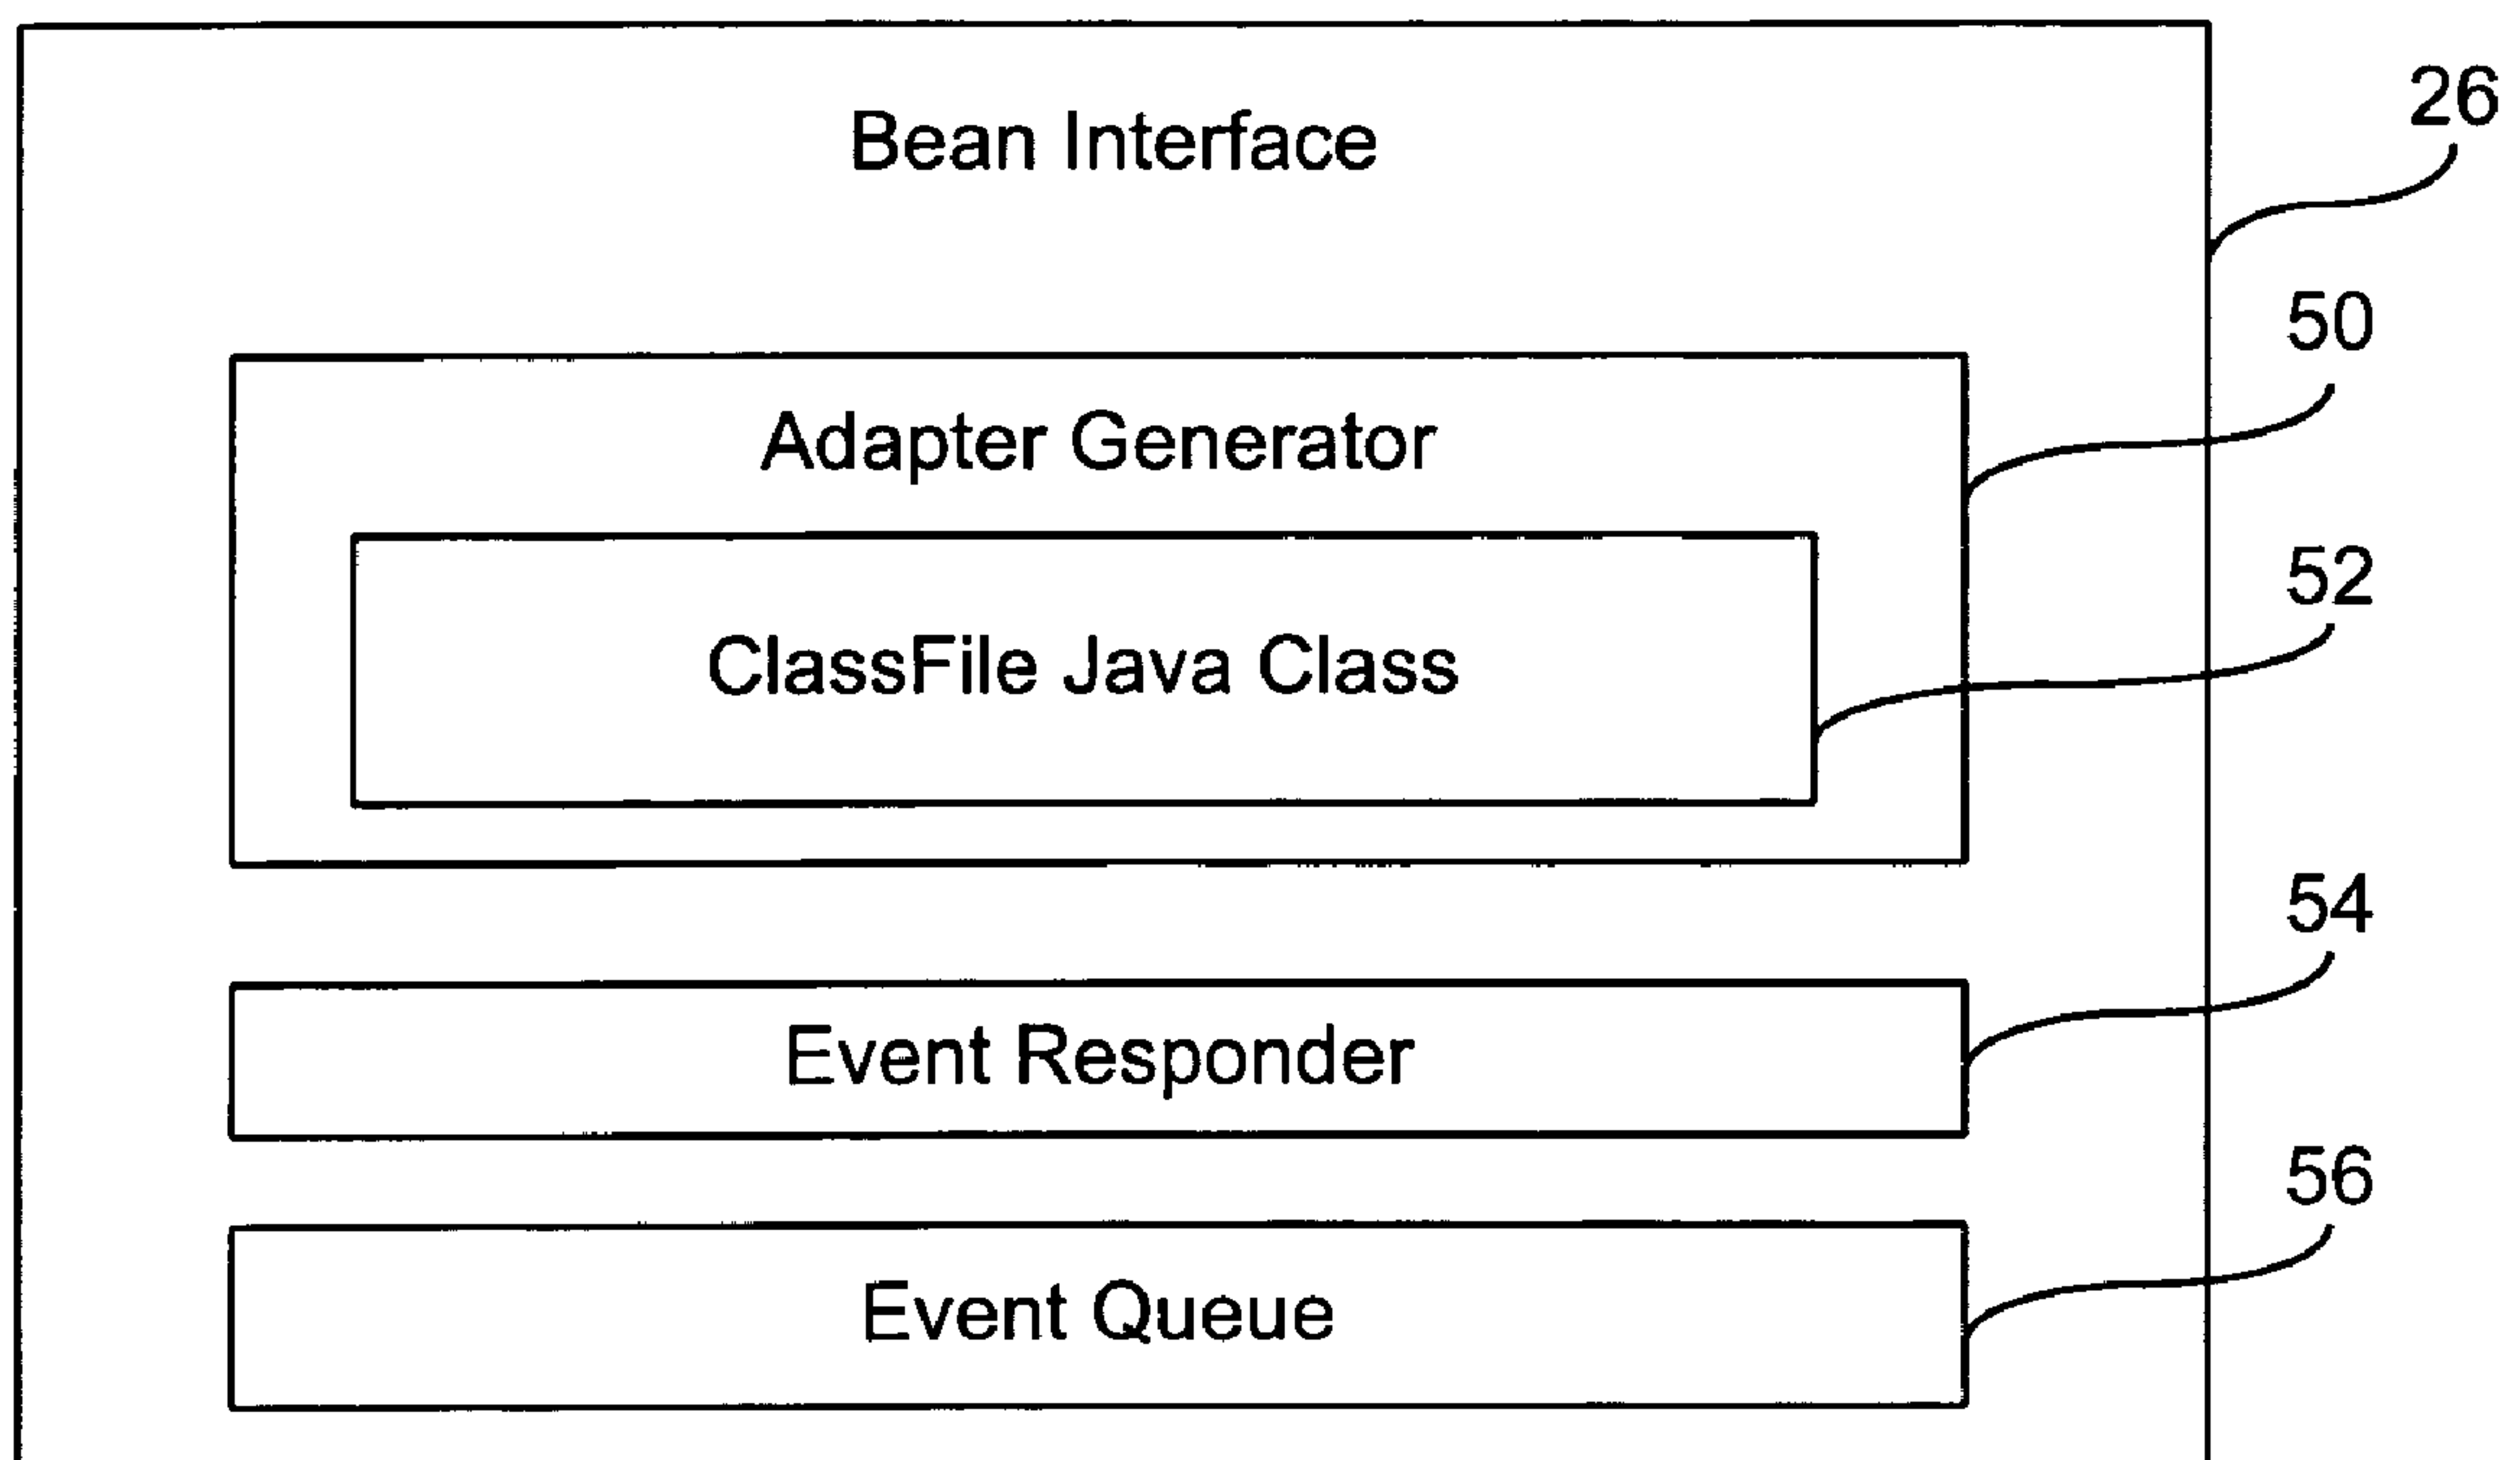 Bean Interface
26
50
Adapter Generator
52
ClassFile Java Class
54
Event Responder
56
Event Queue